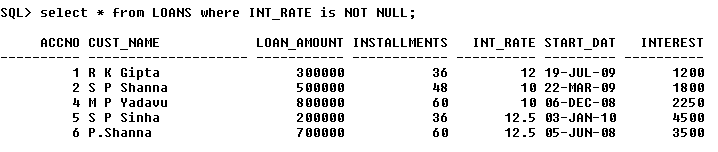 SQL> select * from LOANS where INT_RATE is NOT NULL;
ACCNO CUST_NAME LOAN_AMOUNT INSTALLMENTS INT_RATE START_DAT INTEREST
---------- -------------------- ----------- ------------ ---------- --------- ----------
1 R K Gipta 300000 36 12 19-JUL-09 1200
2 S P Shanna 500000 48 10 22-MAR-09 1800
4 M P Yadavu 800000 60 10 06-DEC-08 2250
5 S P Sinha 200000 36 12.5 03-JAN-10 4500
6 P.Shanna 700000 60 12.5 05-JUN-08 3500